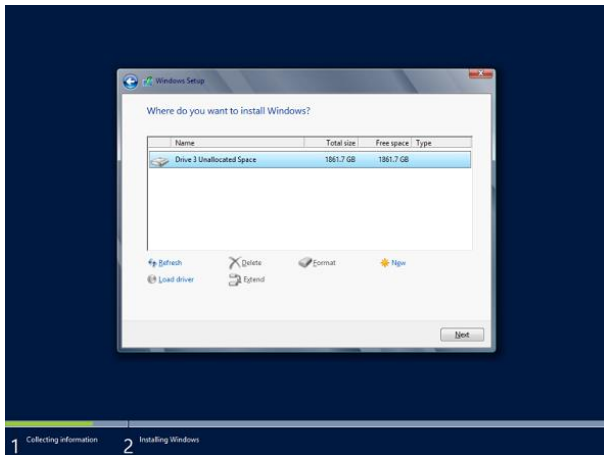 Windows Setup
Where do you want to install Windows?
Name Total size Free space Type
Drive 3 Unallocated Space 1861.7 GB 1861.7 GB
Refresh Delete Format New
Load driver Extend
Next
1 Collecting information 2 Installing Windows